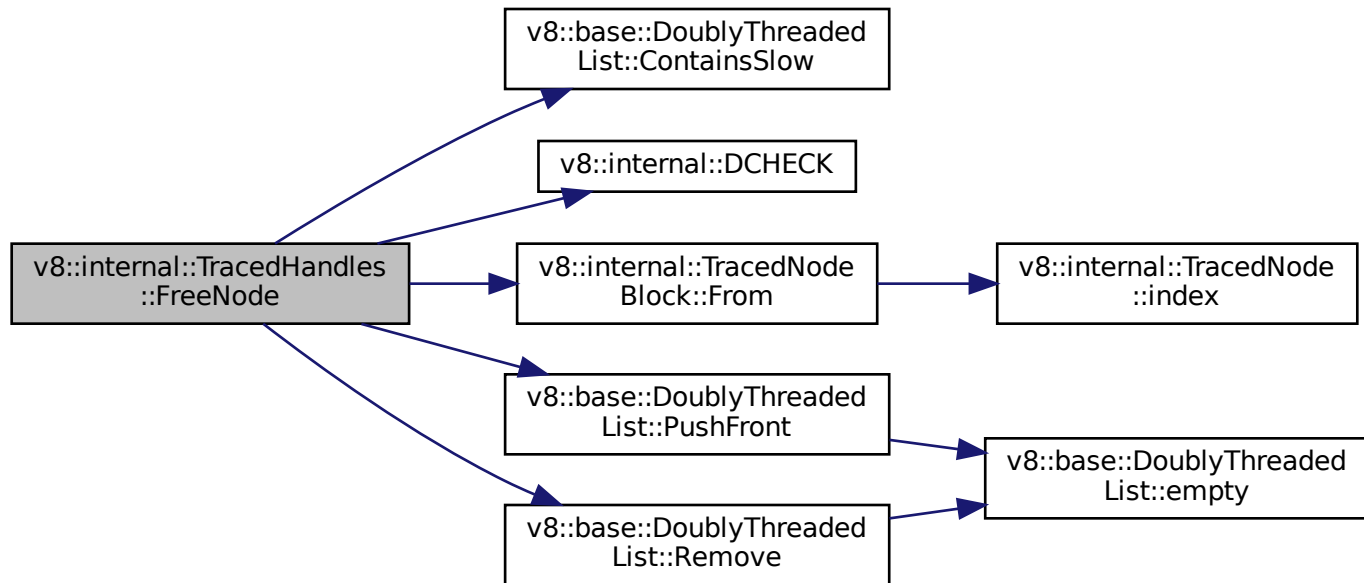 v8::base::DoublyThreaded
List::ContainsSlow
v8::internal::DCHECK
v8::internal::TracedHandles
::FreeNode
v8::internal::TracedNode
Block::From
v8::internal::TracedNode
::index
v8::base::DoublyThreaded
List::PushFront
v8::base::DoublyThreaded
List::empty
v8::base::DoublyThreaded
List::Remove